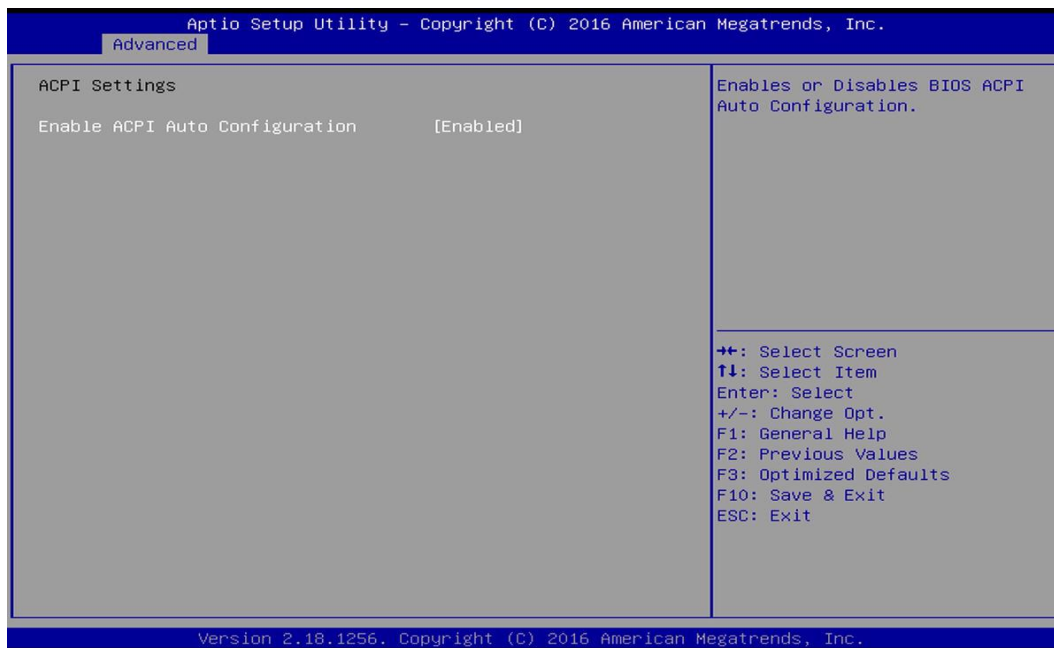 Aptio Setup Utility – Copyright (C) 2016 American Megatrends, Inc.
Advanced
ACPI Settings
Enable ACPI Auto Configuration [Enabled]
Enables or Disables BIOS ACPI
Auto Configuration.
→←: Select Screen
↑↓: Select Item
Enter: Select
+/-: Change Opt.
F1: General Help
F2: Previous Values
F3: Optimized Defaults
F10: Save & Exit
ESC: Exit
Version 2.18.1256. Copyright (C) 2016 American Megatrends, Inc.